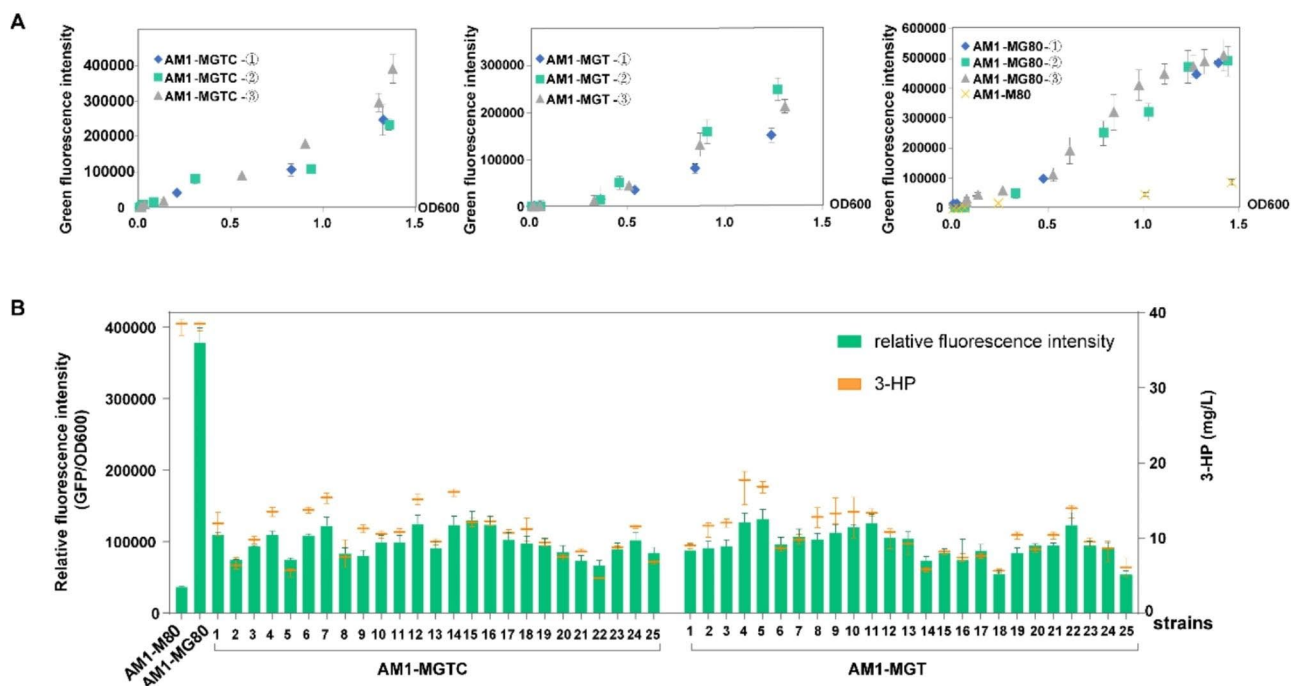 A
Green fluorescence intensity
400000
300000
200000
100000
0
0.0
0.5
1.0
1.5
OD600
AM1-MGTC -①
AM1-MGTC -②
AM1-MGTC -③
Green fluorescence intensity
300000
200000
100000
0
0.0
0.5
1.0
1.5
OD600
AM1-MGT -①
AM1-MGT -②
AM1-MGT -③
Green fluorescence intensity
600000
500000
400000
300000
200000
100000
0
0.0
0.5
1.0
1.5
OD600
AM1-MG80-①
AM1-MG80-②
AM1-MG80-③
AM1-M80
B
Relative fluorescence intensity
(GFP/OD600)
400000
300000
200000
100000
0
relative fluorescence intensity
3-HP
40
30
20
10
0
3-HP (mg/L)
AM1-M80
AM1-MG80
1 2 3 4 5 6 7 8 9 10 11 12 13 14 15 16 17 18 19 20 21 22 23 24 25
1 2 3 4 5 6 7 8 9 10 11 12 13 14 15 16 17 18 19 20 21 22 23 24 25
strains
AM1-MGTC
AM1-MGT